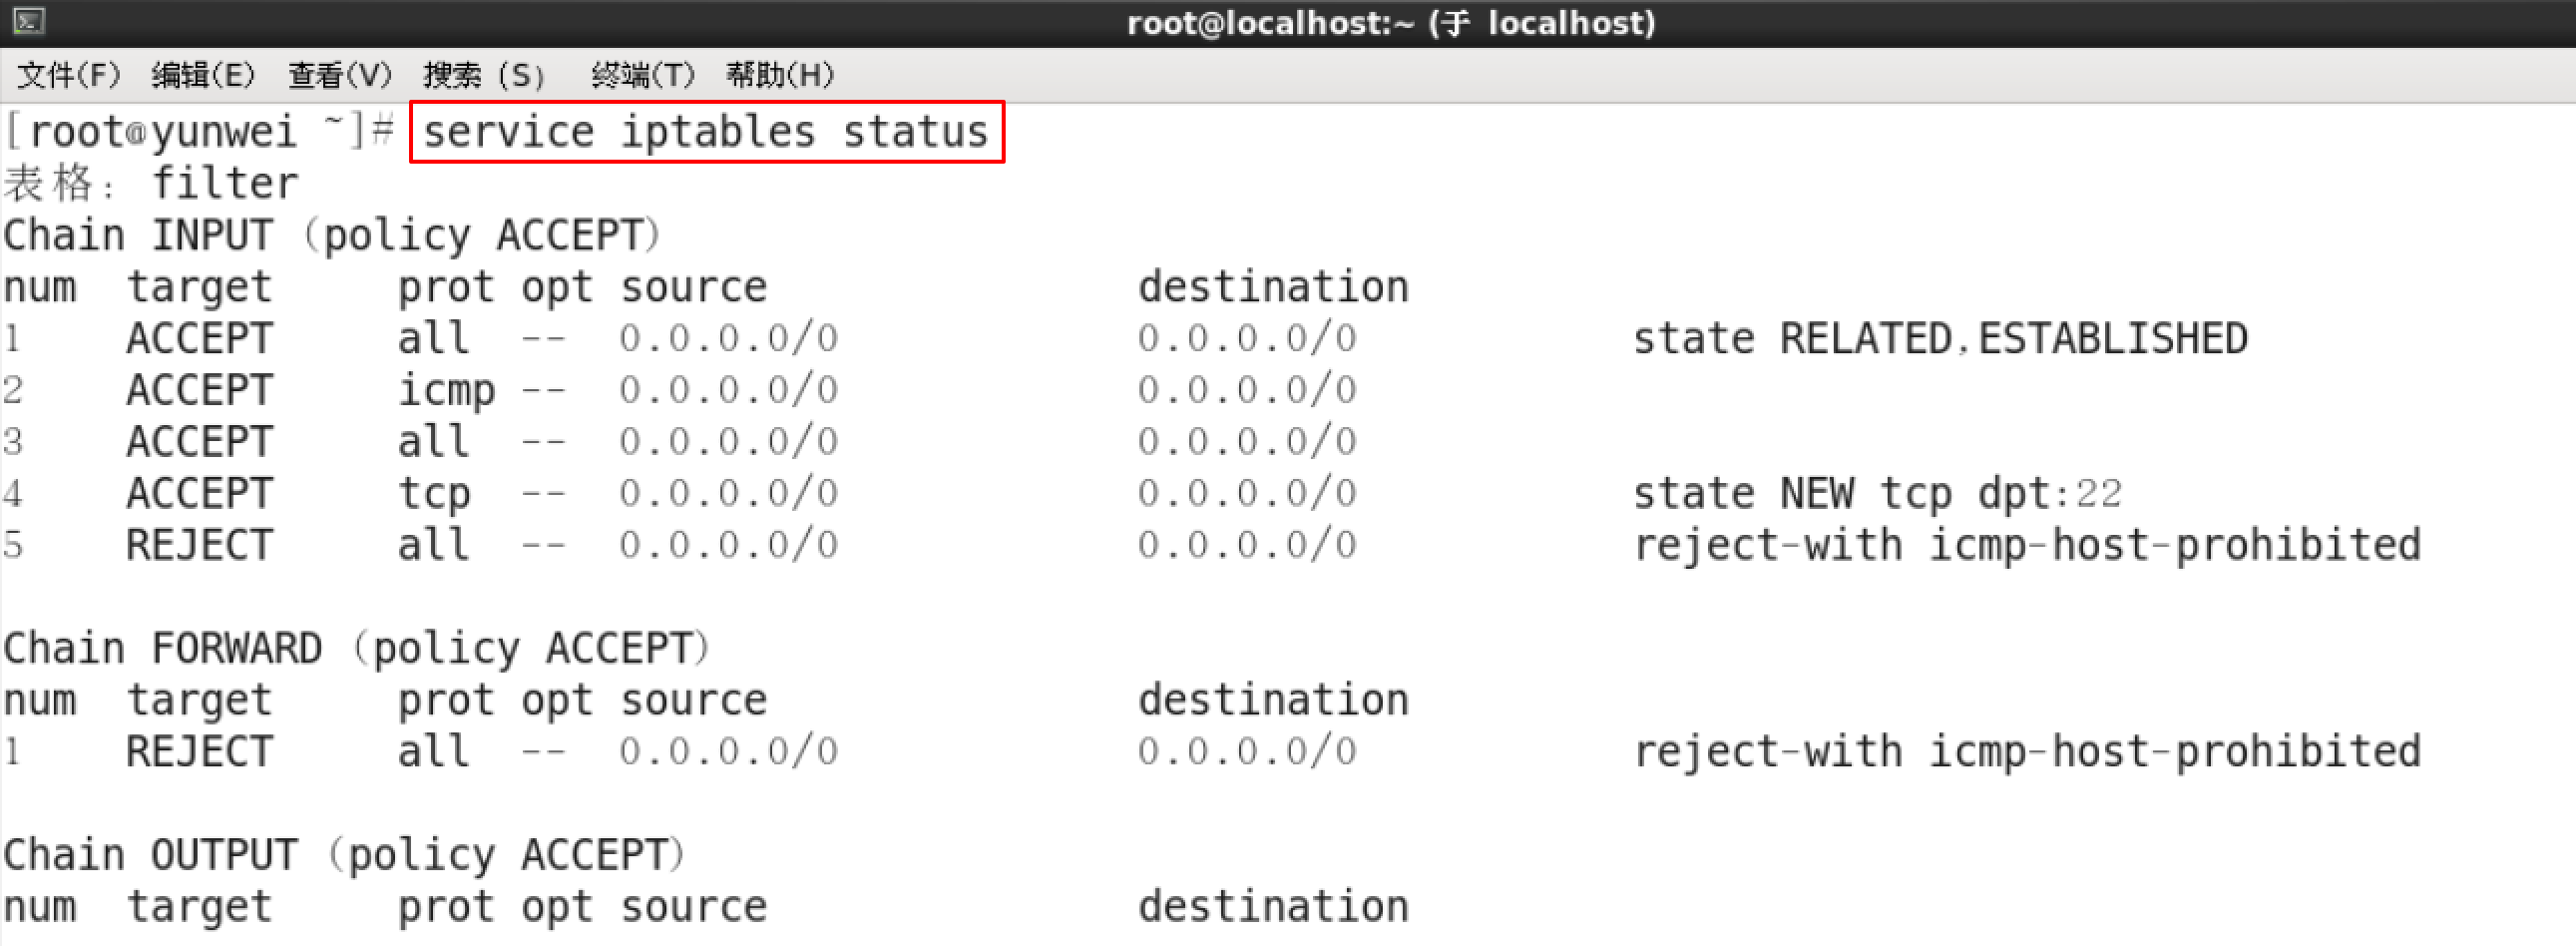 root@localhost:~ (于 localhost)
文件(F) 编辑(E) 查看(V) 搜索 (S) 终端(T) 帮助(H)
[root@yunwei ~]# service iptables status
表格：filter
Chain INPUT (policy ACCEPT)
num target prot opt source destination
1 ACCEPT all -- 0.0.0.0/0 0.0.0.0/0 state RELATED,ESTABLISHED
2 ACCEPT icmp -- 0.0.0.0/0 0.0.0.0/0
3 ACCEPT all -- 0.0.0.0/0 0.0.0.0/0
4 ACCEPT tcp -- 0.0.0.0/0 0.0.0.0/0 state NEW tcp dpt:22
5 REJECT all -- 0.0.0.0/0 0.0.0.0/0 reject-with icmp-host-prohibited
Chain FORWARD (policy ACCEPT)
num target prot opt source destination
1 REJECT all -- 0.0.0.0/0 0.0.0.0/0 reject-with icmp-host-prohibited
Chain OUTPUT (policy ACCEPT)
num target prot opt source destination